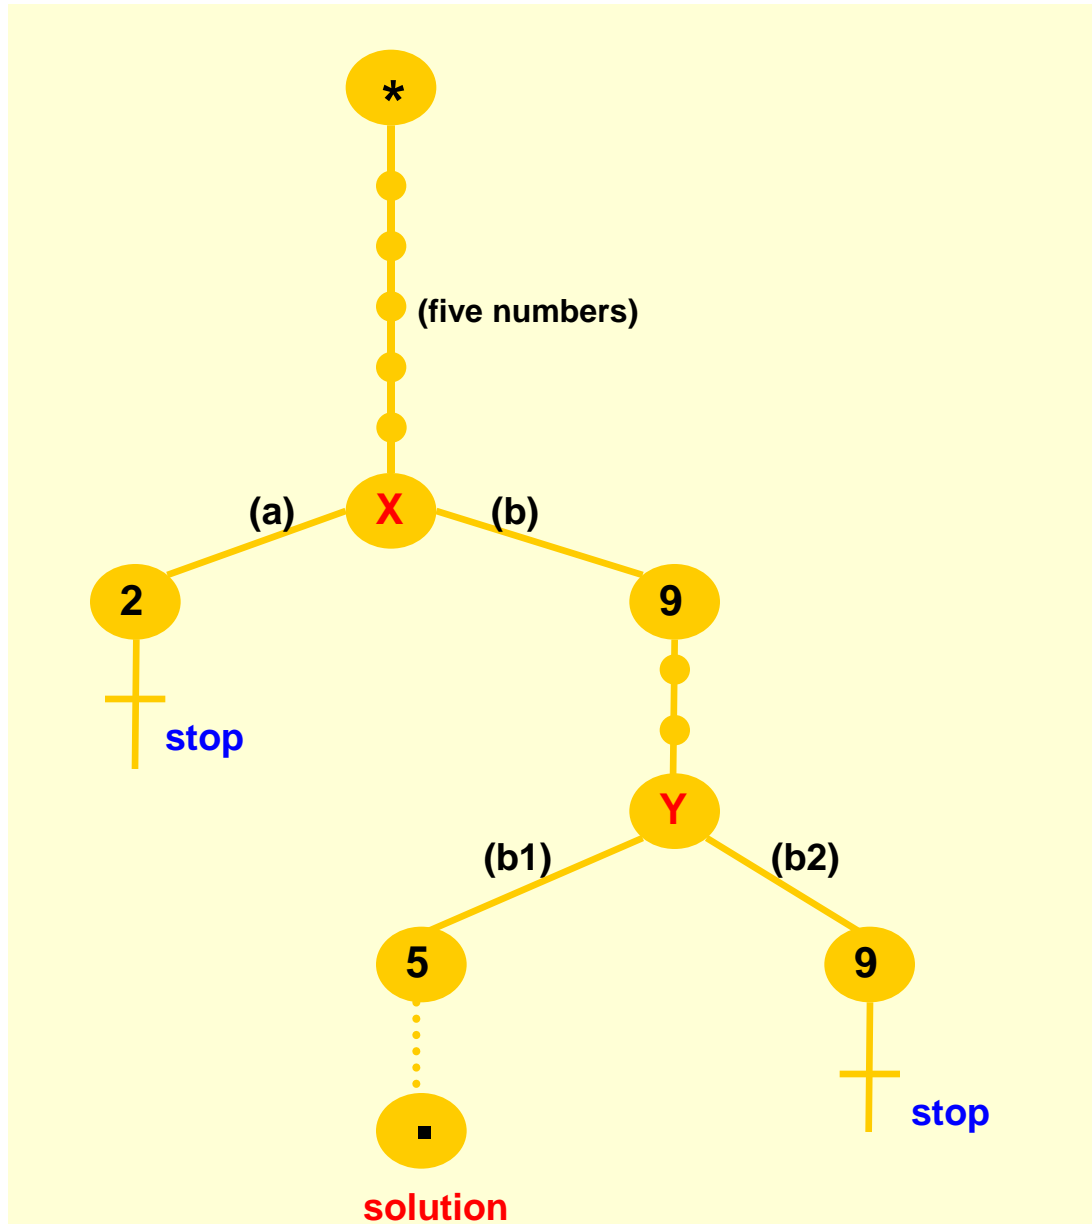 *
(five numbers)
(a) X (b)
2 9
stop
Y
(b1) (b2)
5 9
stop
solution